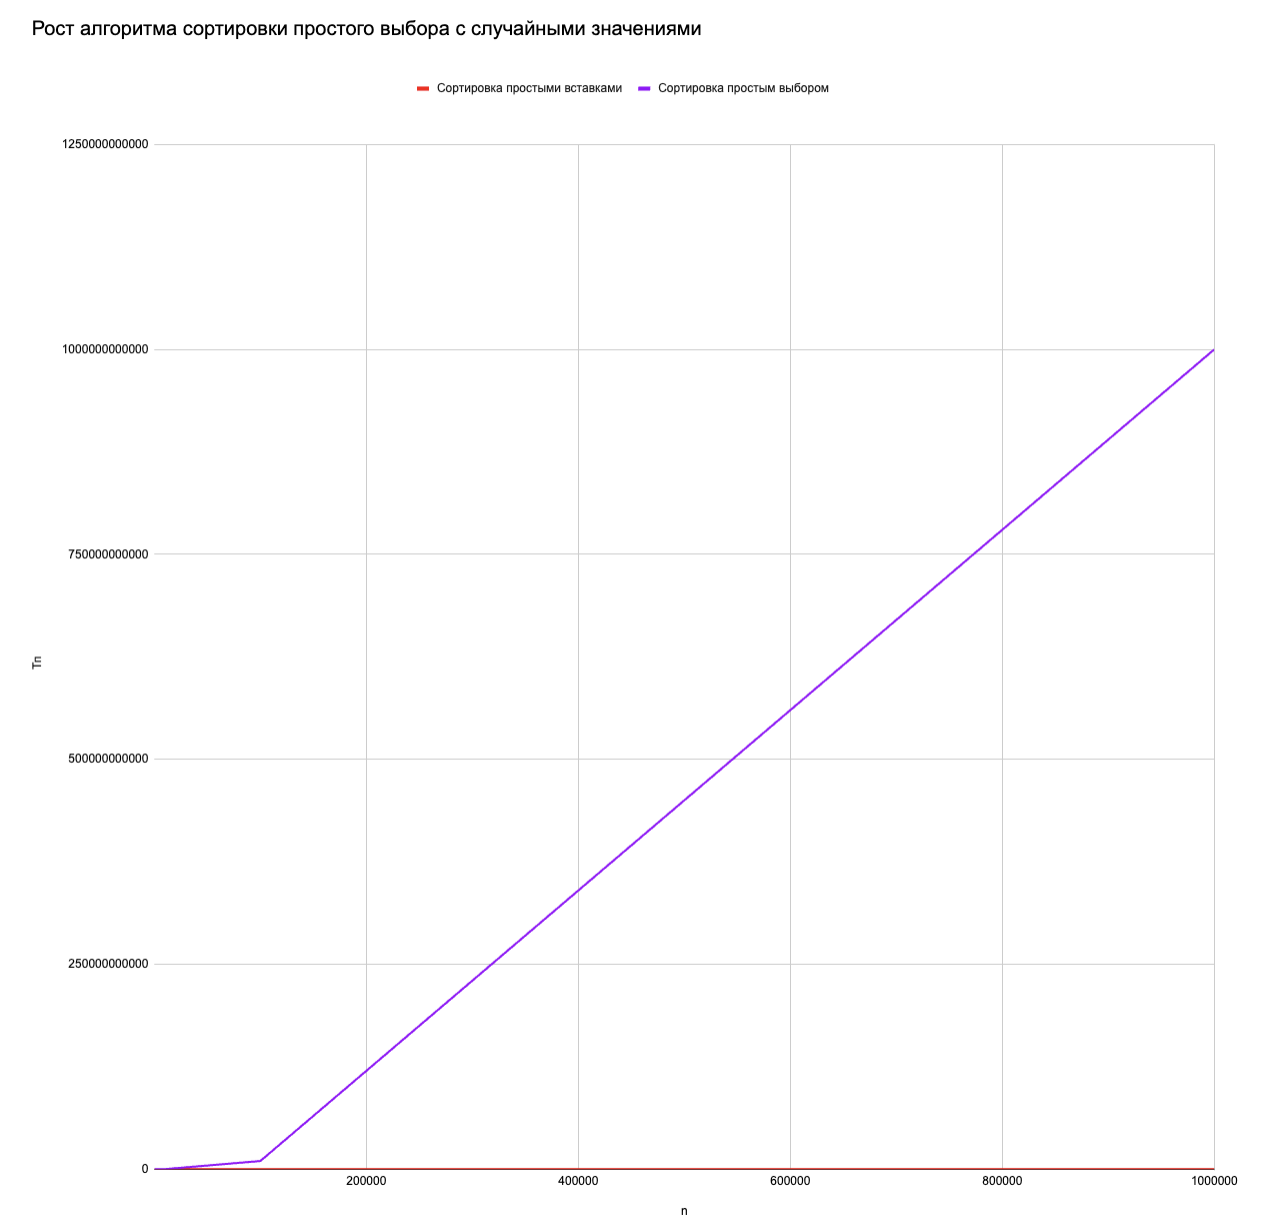 Рост алгоритма сортировки простого выбора с случайными значениями
Сортировка простыми вставками
Сортировка простым выбором
1250000000000
1000000000000
750000000000
500000000000
250000000000
0
Tn
200000
400000
600000
800000
1000000
n